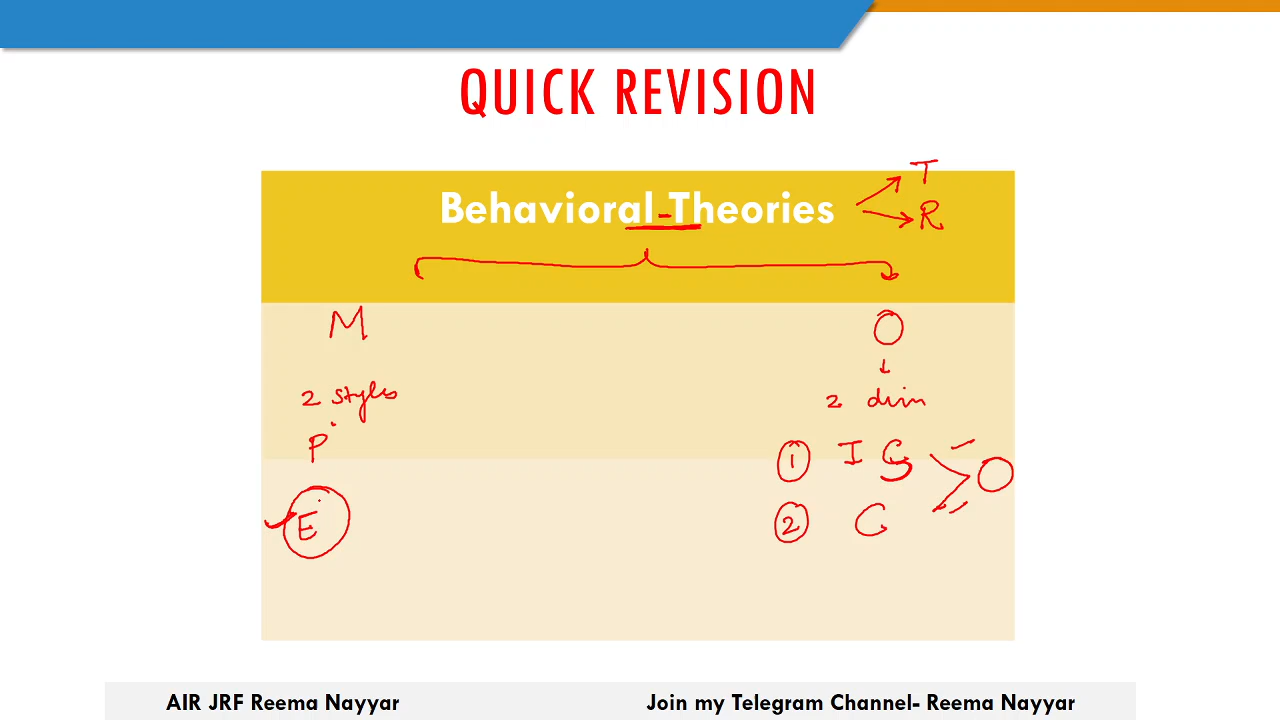 QUICK REVISION
T
Behavioral Theories
R
M
O
2 styles
2 dim
P
1 I G
O
E
2 C
AIR JRF Reema Nayyar
Join my Telegram Channel- Reema Nayyar